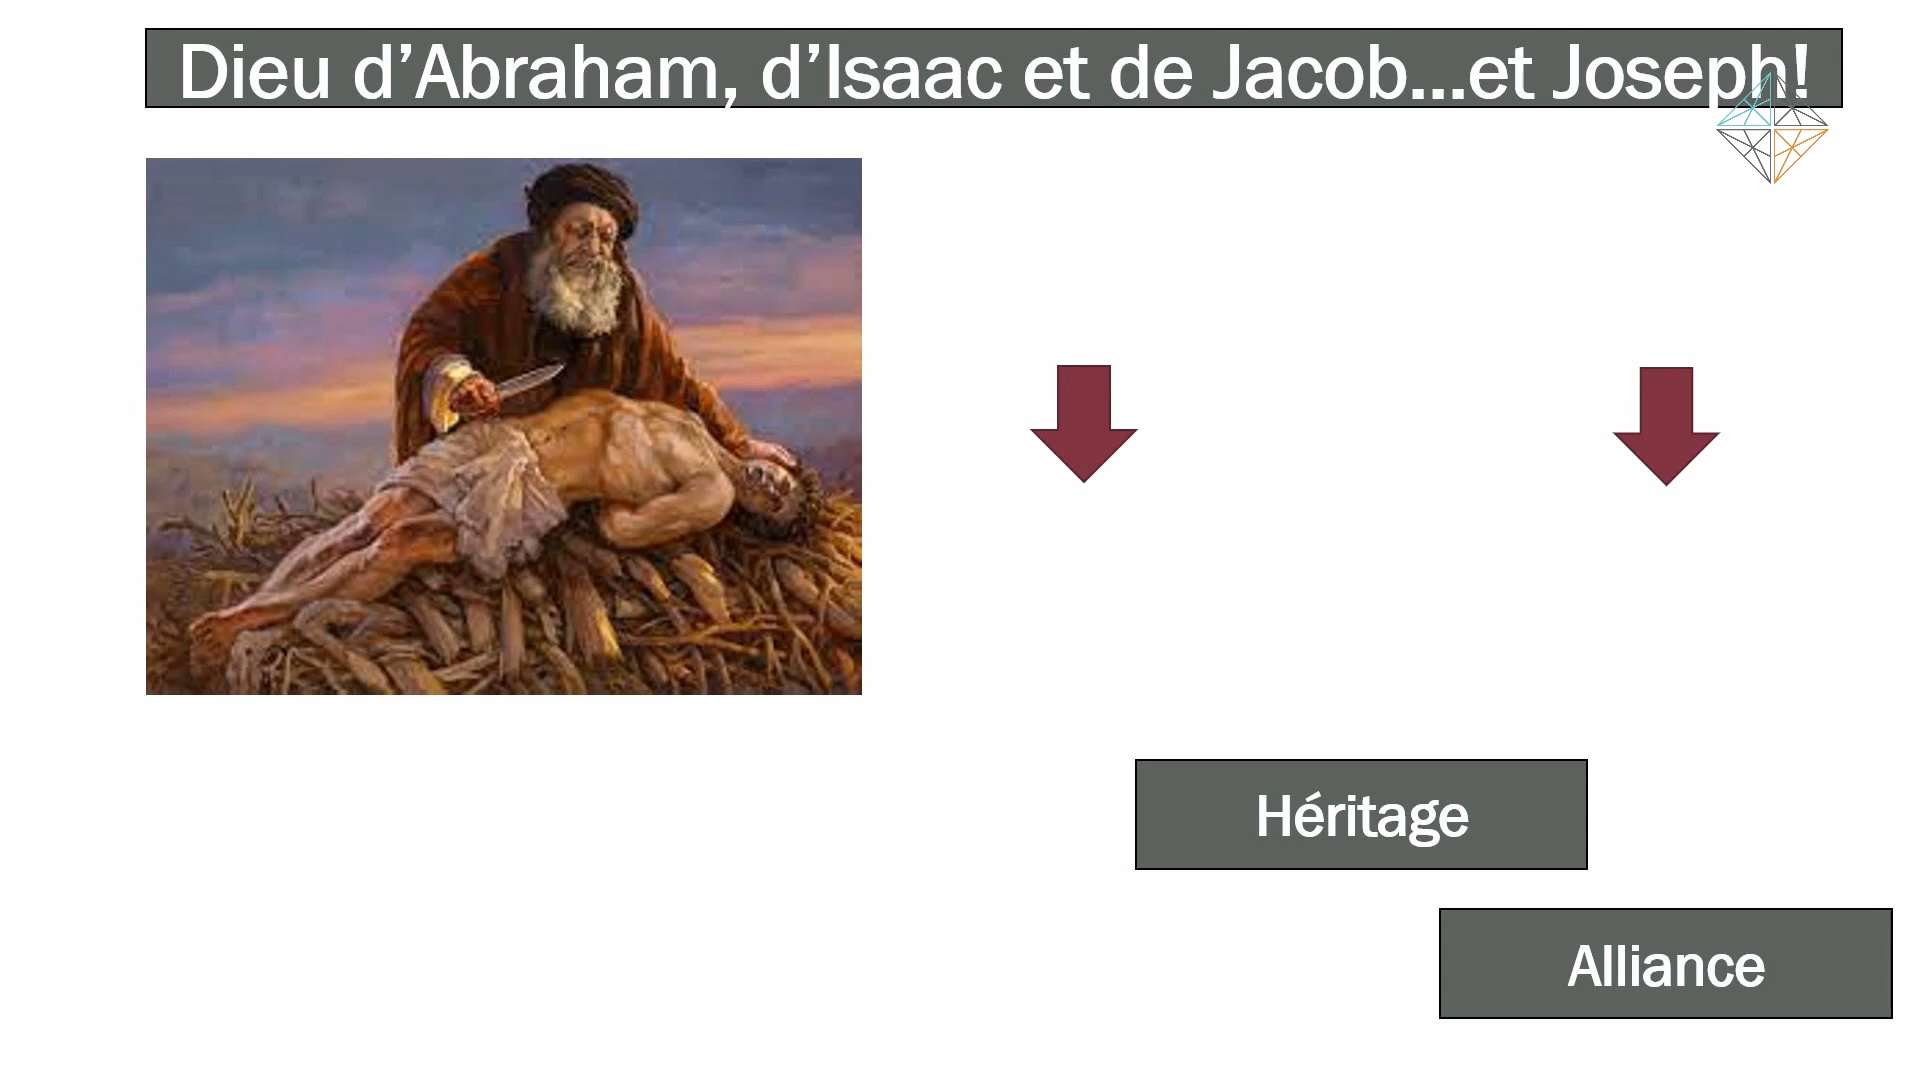 Dieu d’Abraham, d’Isaac et de Jacob...et Joseph!
Héritage
Alliance